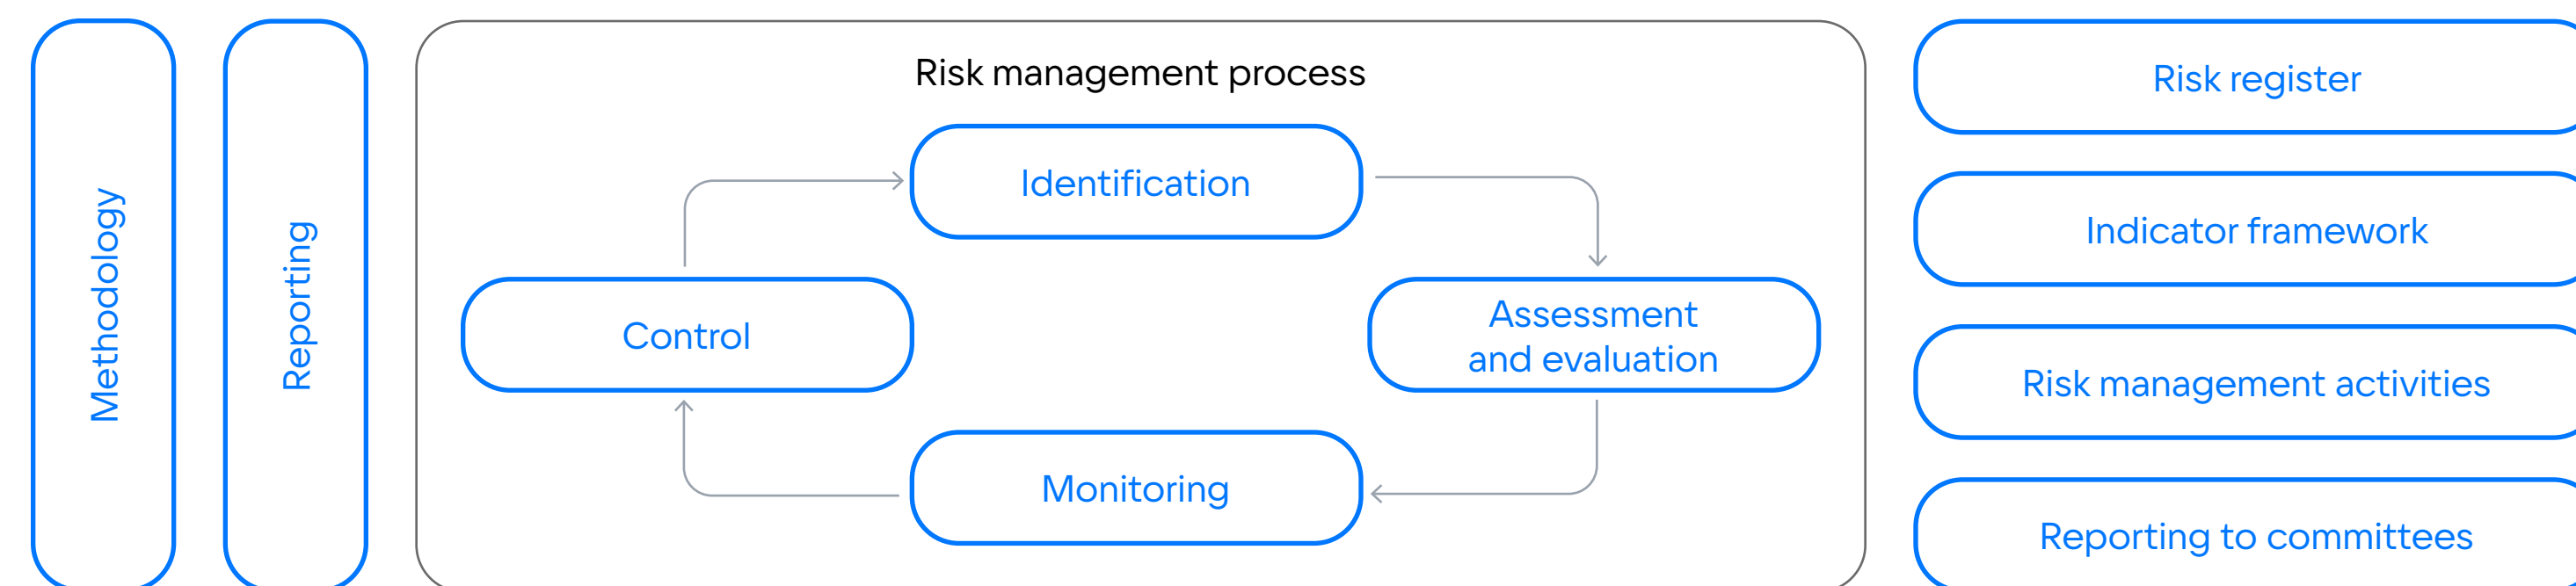 Methodology
Reporting
Risk management process
Identification
Control
Assessment
and evaluation
Monitoring
Risk register
Indicator framework
Risk management activities
Reporting to committees